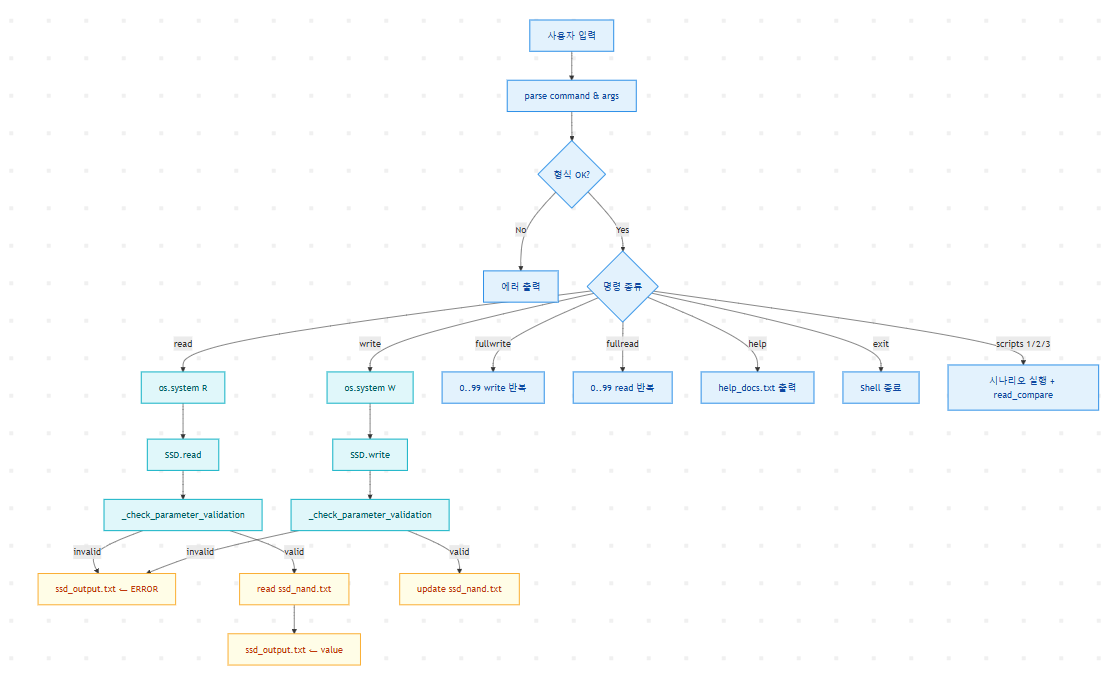 사용자 입력
parse command & args
형식 OK?
No
Yes
에러 출력
명령 종류
read
write
fullwrite
fullread
help
exit
scripts 1/2/3
os.system R
os.system W
0..99 write 반복
0..99 read 반복
help_docs.txt 출력
Shell 종료
시나리오 실행 +
read_compare
SSD.read
SSD.write
_check_parameter_validation
_check_parameter_validation
invalid
invalid
valid
valid
ssd_output.txt ← ERROR
read ssd_nand.txt
update ssd_nand.txt
ssd_output.txt ← value